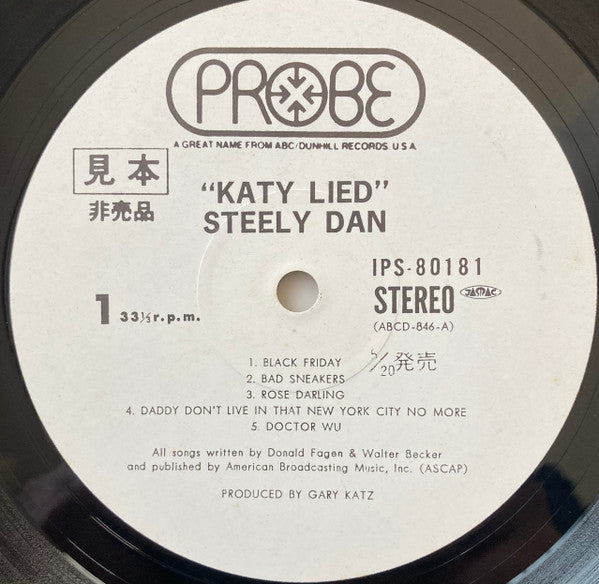 PROBE
A GREAT NAME FROM ABC/DUNHILL RECORDS. U.S.A.
見本
非売品
“KATY LIED”
STEELY DAN
IPS-80181
1 33⅓ r.p.m.
STEREO JASRAC
(ABCD-846-A)
5/20発売
1. BLACK FRIDAY
2. BAD SNEAKERS
3. ROSE DARLING
4. DADDY DON'T LIVE IN THAT NEW YORK CITY NO MORE
5. DOCTOR WU
All songs written by Donald Fagen & Walter Becker
and published by American Broadcasting Music, Inc. (ASCAP)
PRODUCED BY GARY KATZ